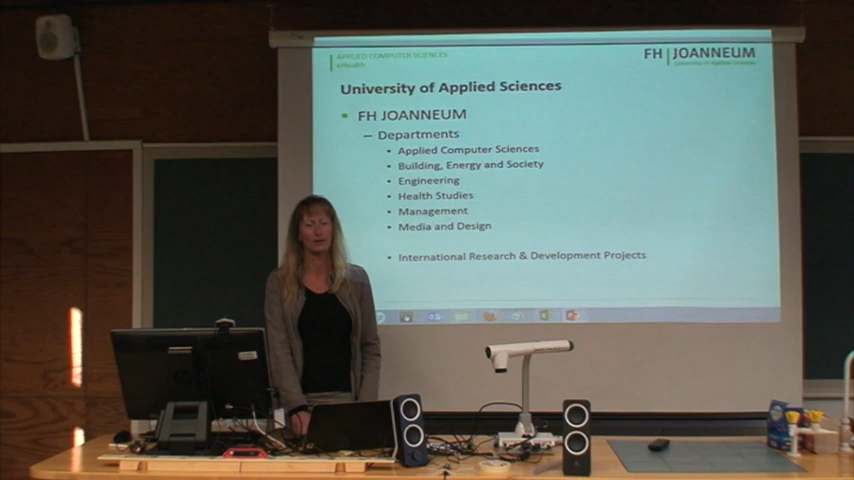 APPLIED COMPUTER SCIENCES
eHealth
FH JOANNEUM
University of Applied Sciences
University of Applied Sciences
FH JOANNEUM
– Departments
• Applied Computer Sciences
• Building, Energy and Society
• Engineering
• Health Studies
• Management
• Media and Design
• International Research & Development Projects